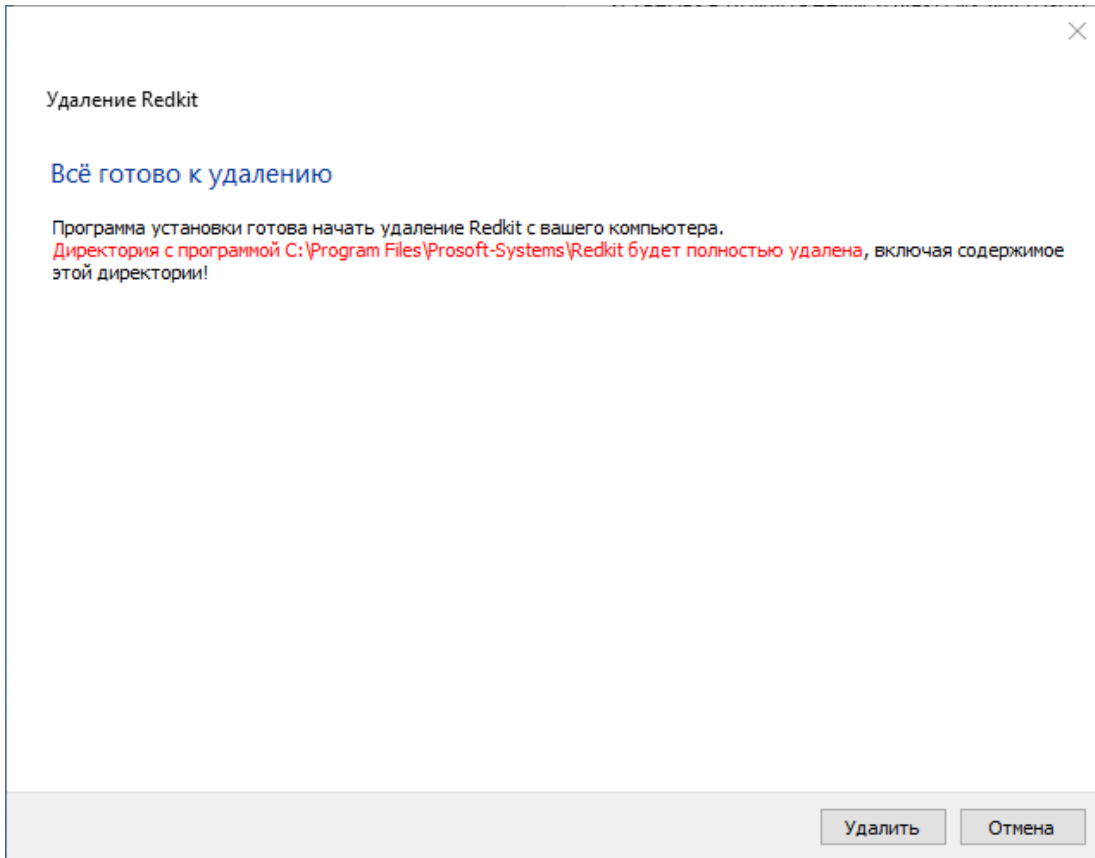 Удаление Redkit
Всё готово к удалению
Программа установки готова начать удаление Redkit с вашего компьютера.
Директория с программой C:\Program Files\Prosoft-Systems\Redkit будет полностью удалена, включая содержимое
этой директории!
Удалить
Отмена